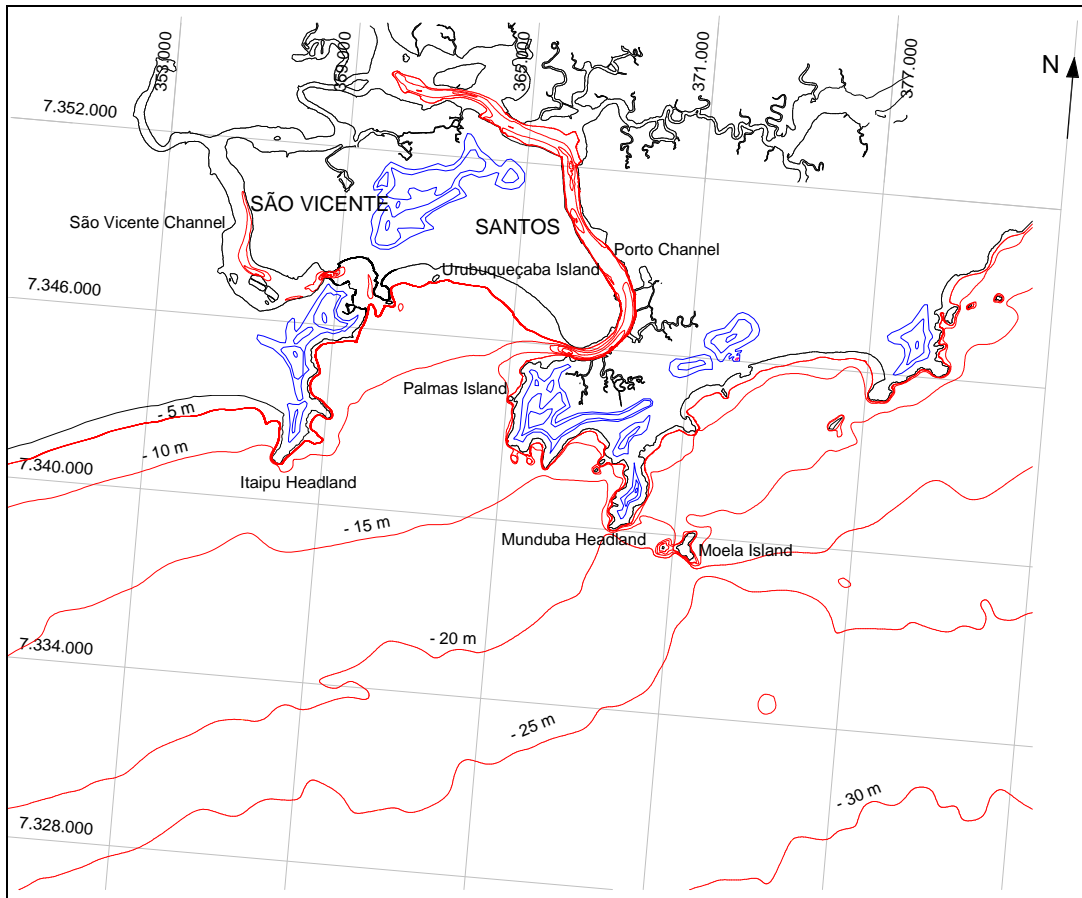 353.000
369.000
365.000
371.000
377.000
N
7.352.000
SÃO VICENTE
São Vicente Channel
SANTOS
Porto Channel
Urubuqueçaba Island
7.346.000
Palmas Island
- 5 m
- 10 m
7.340.000
Itaipu Headland
- 15 m
Munduba Headland
Moela Island
- 20 m
7.334.000
- 25 m
- 30 m
7.328.000